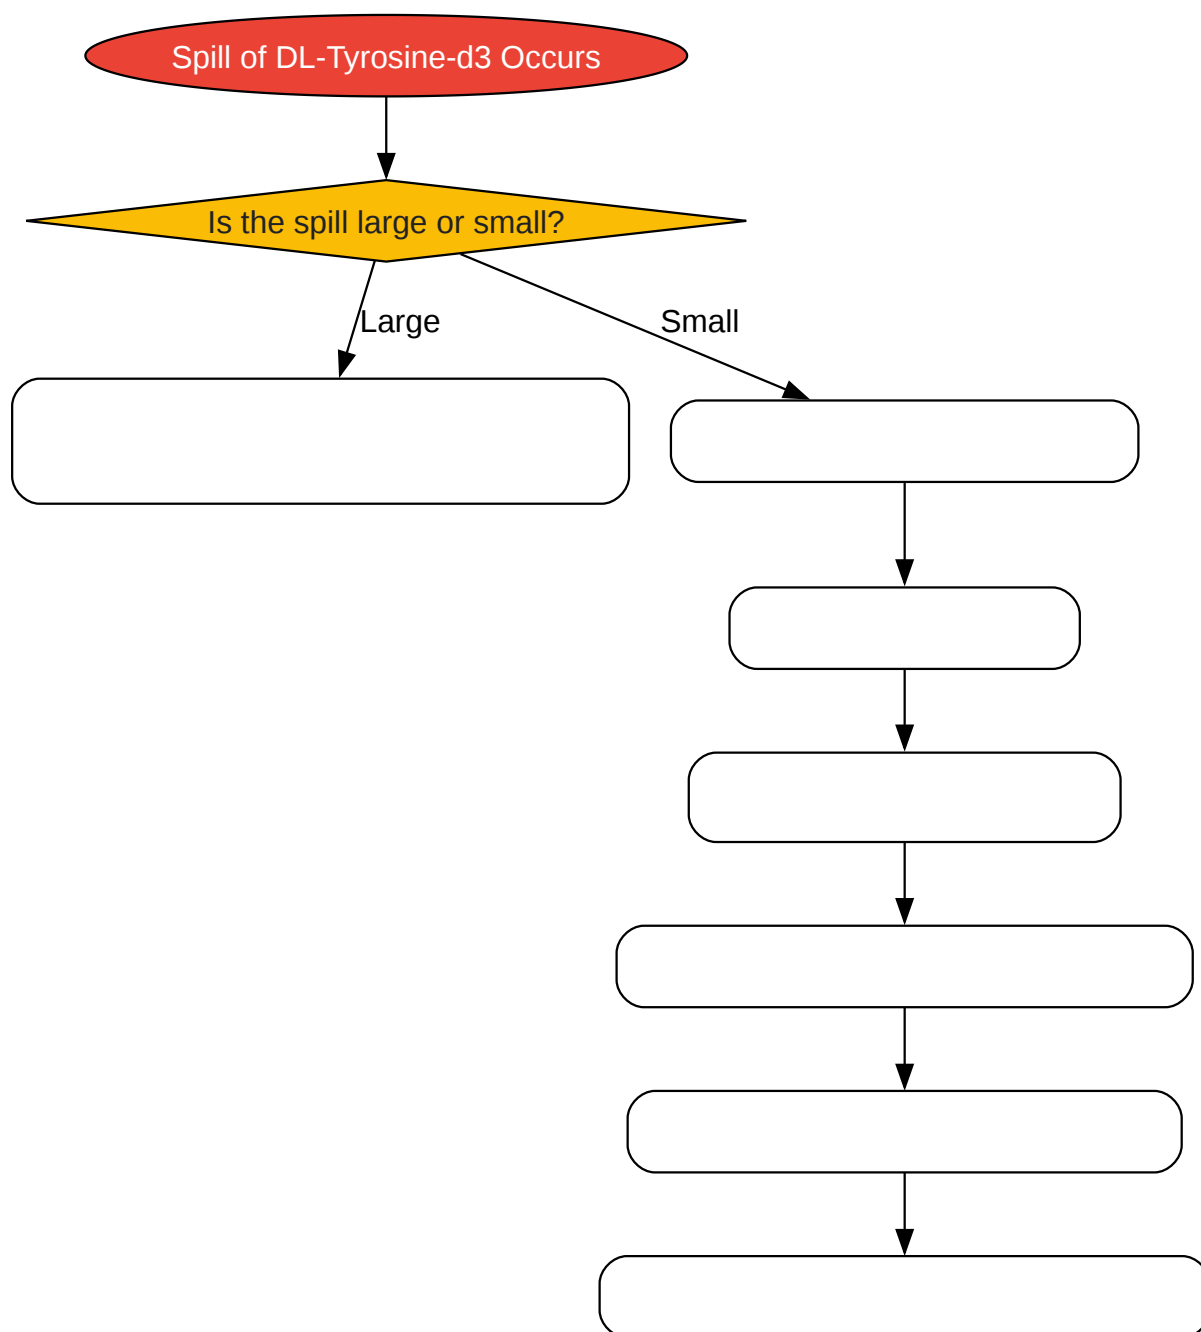 Spill of DL-Tyrosine-d3 Occurs
Is the spill large or small?
Large
Small